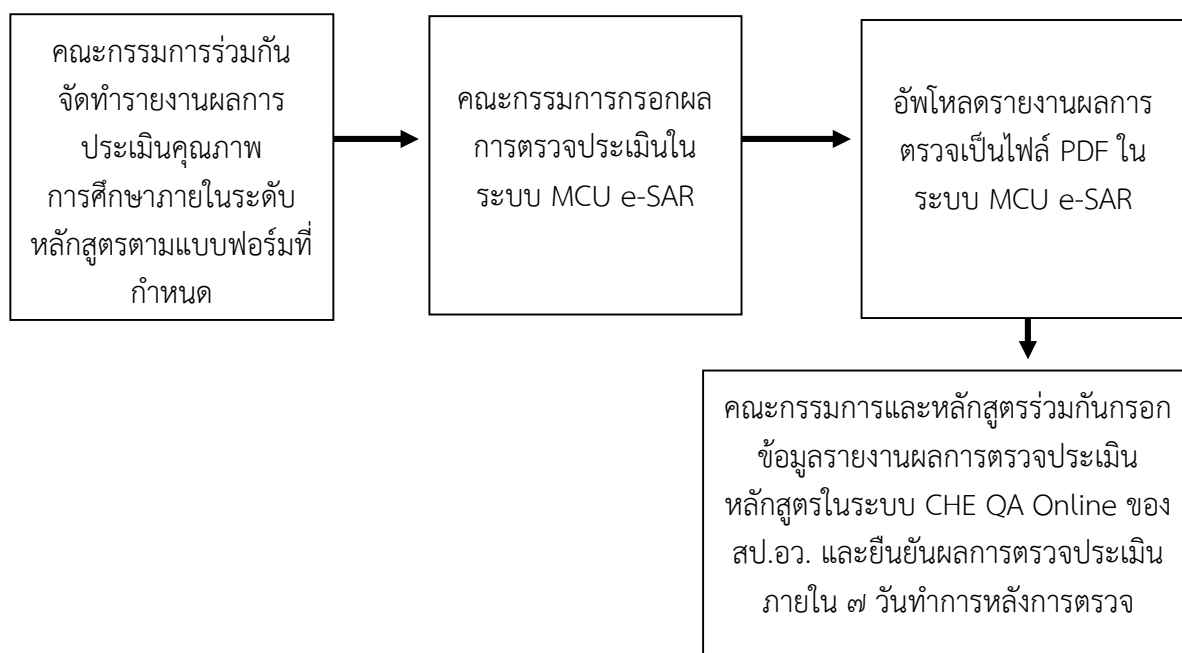 คณะกรรมการร่วมกัน
จัดทำรายงานผลการ
ประเมินคุณภาพ
การศึกษาภายในระดับ
หลักสูตรตามแบบฟอร์มที่
กำหนด
คณะกรรมการกรอกผล
การตรวจประเมินใน
ระบบ MCU e-SAR
อัพโหลดรายงานผลการ
ตรวจเป็นไฟล์ PDF ใน
ระบบ MCU e-SAR
คณะกรรมการและหลักสูตรร่วมกันกรอก
ข้อมูลรายงานผลการตรวจประเมิน
หลักสูตรในระบบ CHE QA Online ของ
สป.อว. และยืนยันผลการตรวจประเมิน
ภายใน ๗ วันทำการหลังการตรวจ